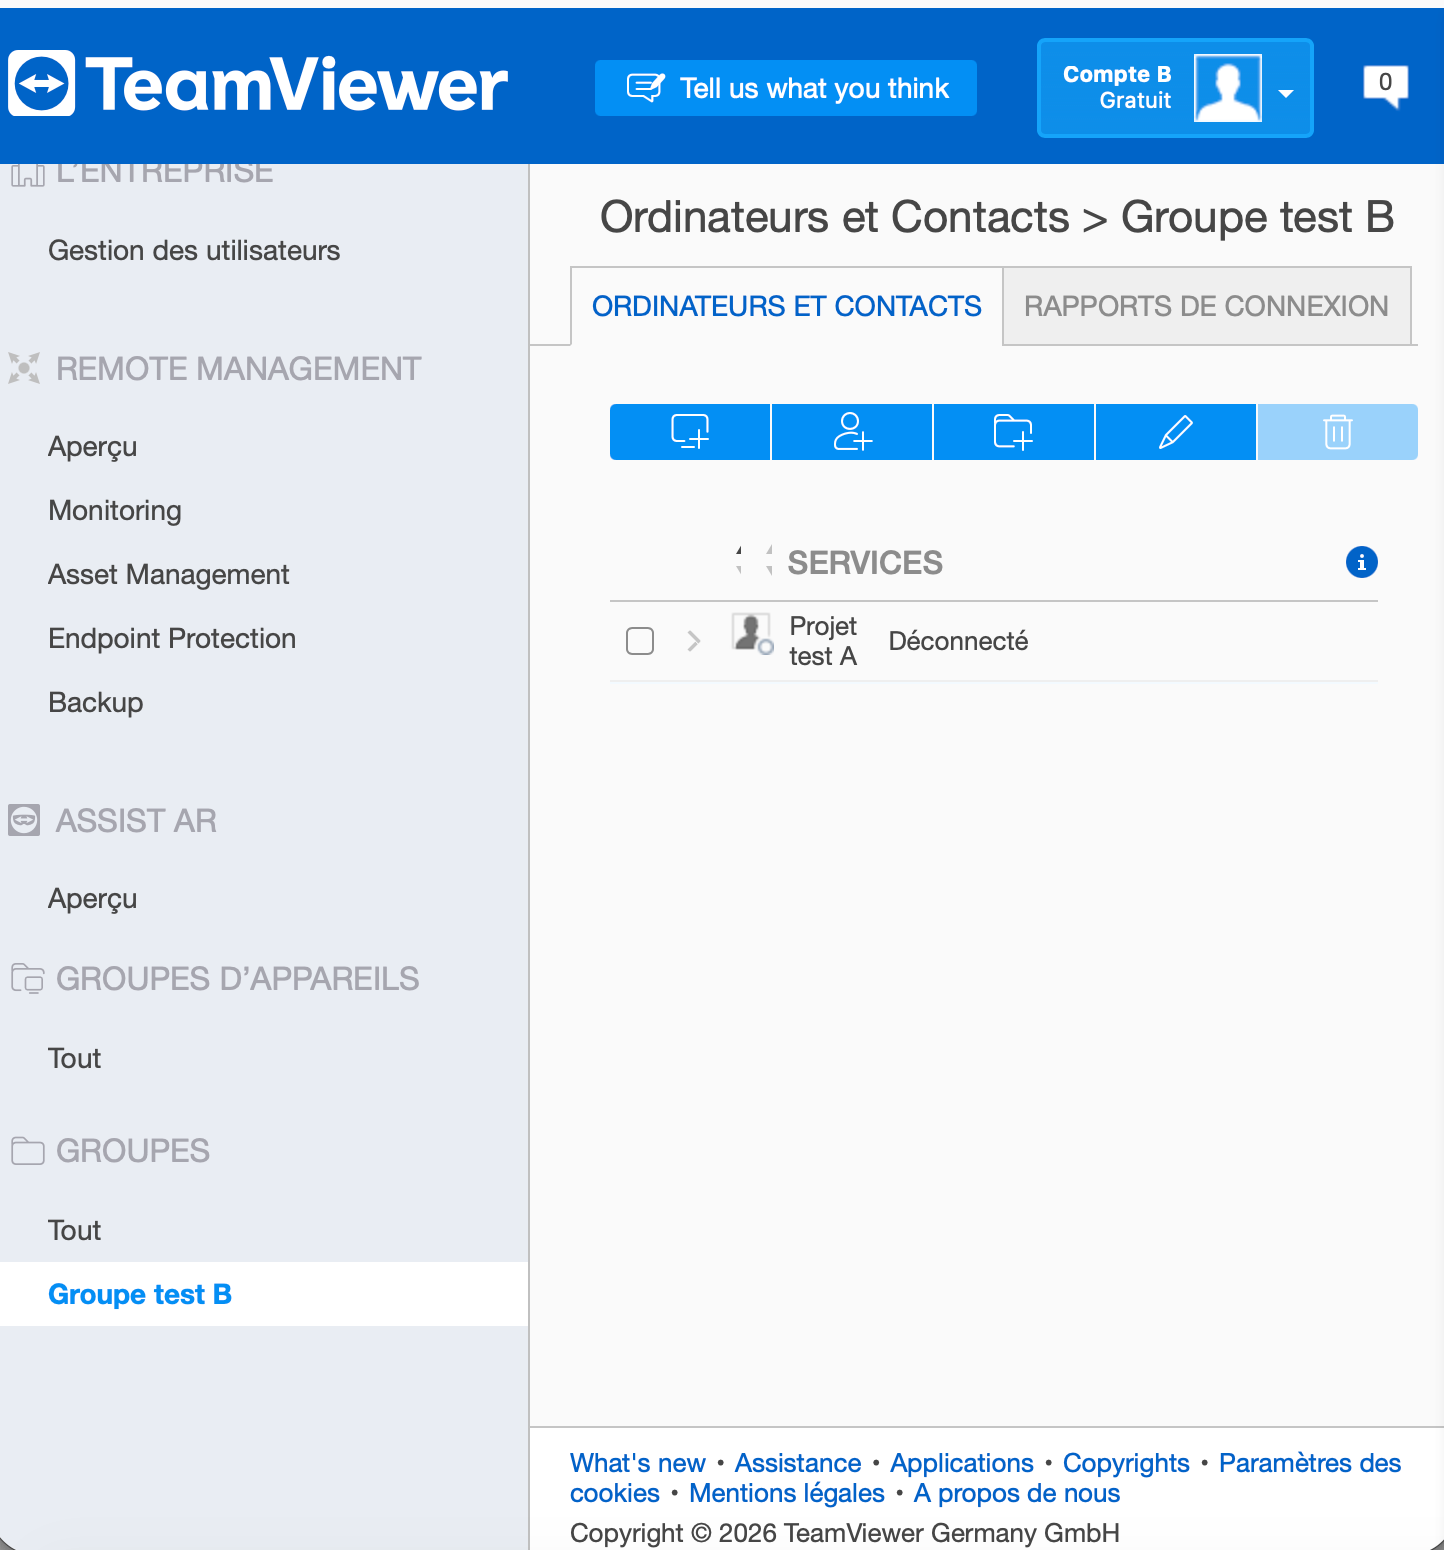 TeamViewer
Tell us what you think
Compte B
Gratuit
0
L'ENTREPRISE
Gestion des utilisateurs
REMOTE MANAGEMENT
Aperçu
Monitoring
Asset Management
Endpoint Protection
Backup
ASSIST AR
Aperçu
GROUPES D’APPAREILS
Tout
GROUPES
Tout
Groupe test B
Ordinateurs et Contacts > Groupe test B
ORDINATEURS ET CONTACTS
RAPPORTS DE CONNEXION
SERVICES
Projet
test A
Déconnecté
What's new • Assistance • Applications • Copyrights • Paramètres des
cookies • Mentions légales • A propos de nous
Copyright © 2026 TeamViewer Germany GmbH